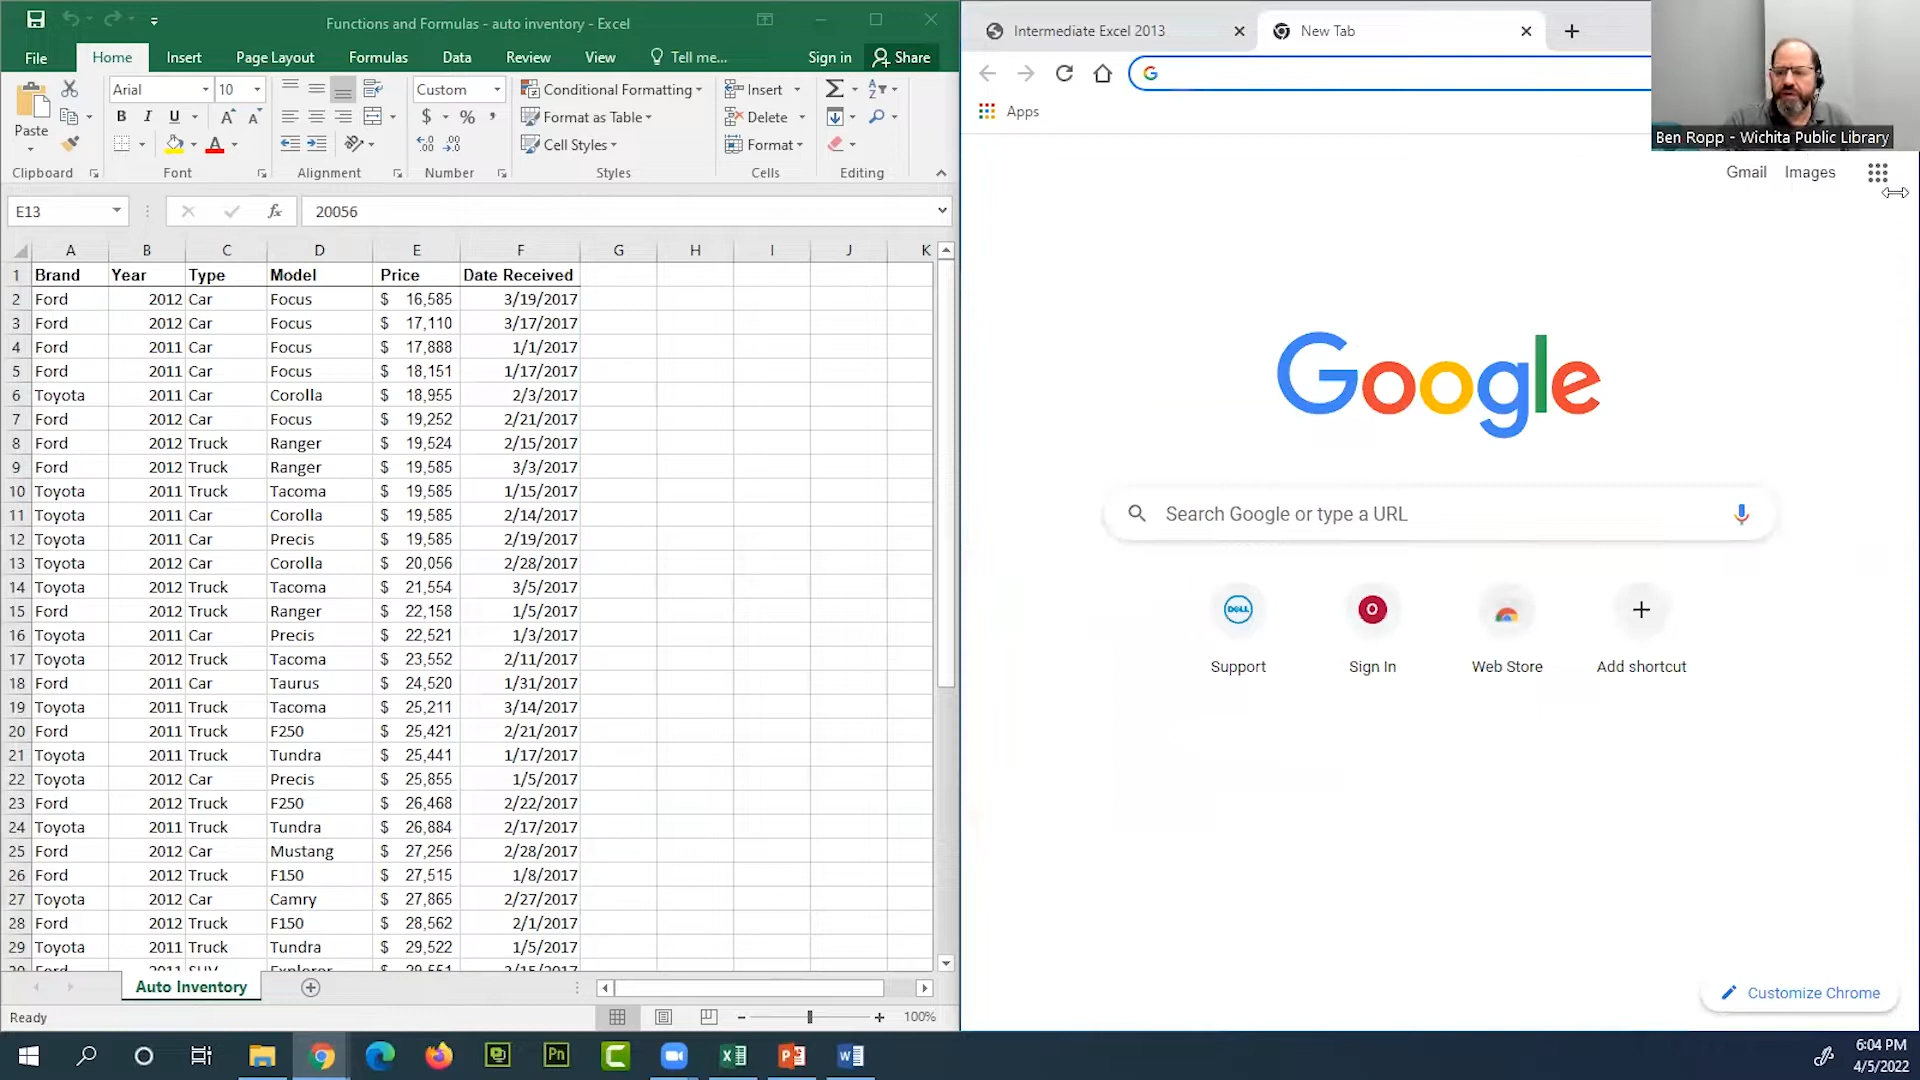 Functions and Formulas - auto inventory - Excel
File Home Insert Page Layout Formulas Data Review View Tell me... Sign in Share
Paste
Clipboard
Arial 10
B I U
Font
Alignment
Custom
$ % ,
Number
Conditional Formatting
Format as Table
Cell Styles
Styles
Insert
Delete
Format
Cells
Editing
E13 fx 20056
A B C D E F G H I J K
1 Brand Year Type Model Price Date Received
2 Ford 2012 Car Focus $ 16,585 3/19/2017
3 Ford 2012 Car Focus $ 17,110 3/17/2017
4 Ford 2011 Car Focus $ 17,888 1/1/2017
5 Ford 2011 Car Focus $ 18,151 1/17/2017
6 Toyota 2011 Car Corolla $ 18,955 2/3/2017
7 Ford 2012 Car Focus $ 19,252 2/21/2017
8 Ford 2012 Truck Ranger $ 19,524 2/15/2017
9 Ford 2012 Truck Ranger $ 19,585 3/3/2017
10 Toyota 2011 Truck Tacoma $ 19,585 1/15/2017
11 Toyota 2011 Car Corolla $ 19,585 2/14/2017
12 Toyota 2011 Car Precis $ 19,585 2/19/2017
13 Toyota 2012 Car Corolla $ 20,056 2/28/2017
14 Toyota 2012 Truck Tacoma $ 21,554 3/5/2017
15 Ford 2012 Truck Ranger $ 22,158 1/5/2017
16 Toyota 2011 Car Precis $ 22,521 1/3/2017
17 Toyota 2012 Truck Tacoma $ 23,552 2/11/2017
18 Ford 2011 Car Taurus $ 24,520 1/31/2017
19 Toyota 2011 Truck Tacoma $ 25,211 3/14/2017
20 Ford 2011 Truck F250 $ 25,421 2/21/2017
21 Toyota 2011 Truck Tundra $ 25,441 1/17/2017
22 Toyota 2012 Car Precis $ 25,855 1/5/2017
23 Ford 2012 Truck F250 $ 26,468 2/22/2017
24 Toyota 2011 Truck Tundra $ 26,884 2/17/2017
25 Ford 2012 Car Mustang $ 27,256 2/28/2017
26 Ford 2012 Truck F150 $ 27,515 1/8/2017
27 Toyota 2012 Car Camry $ 27,865 2/27/2017
28 Ford 2012 Truck F150 $ 28,562 2/1/2017
29 Toyota 2011 Truck Tundra $ 29,522 1/5/2017
Auto Inventory
Ready 100%
Intermediate Excel 2013
New Tab
Apps
Ben Ropp - Wichita Public Library
Gmail Images
Google
Search Google or type a URL
DELL
Support
O
Sign In
Web Store
Add shortcut
Customize Chrome
Pn
6:04 PM
4/5/2022